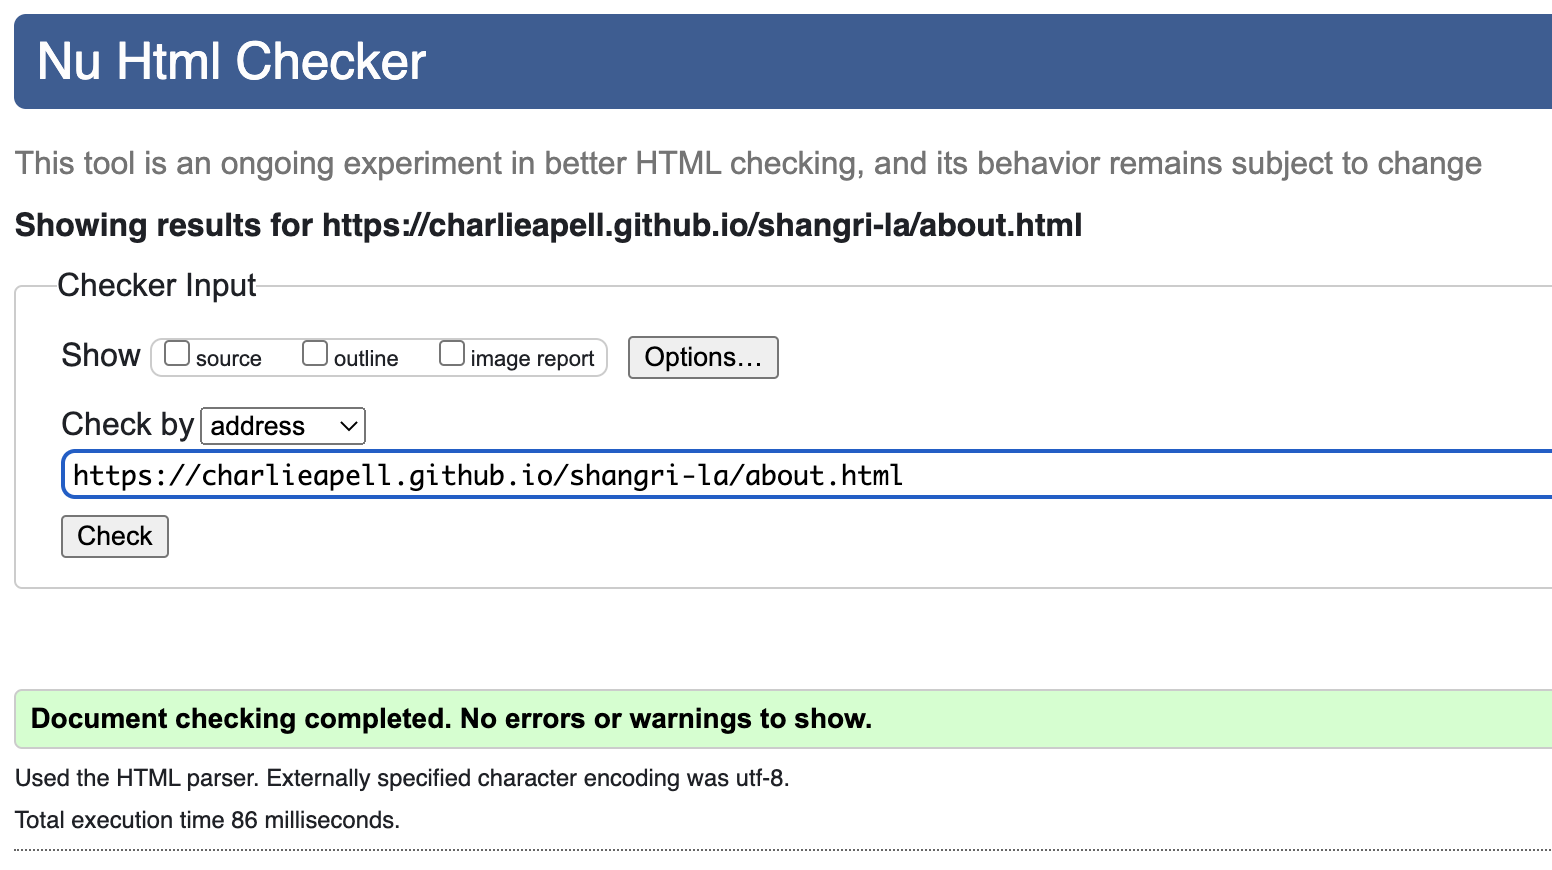 Nu Html Checker
This tool is an ongoing experiment in better HTML checking, and its behavior remains subject to change
Showing results for https://charlieapell.github.io/shangri-la/about.html
Checker Input
Show source outline image report Options...
Check by address
https://charlieapell.github.io/shangri-la/about.html
Check
Document checking completed. No errors or warnings to show.
Used the HTML parser. Externally specified character encoding was utf-8.
Total execution time 86 milliseconds.